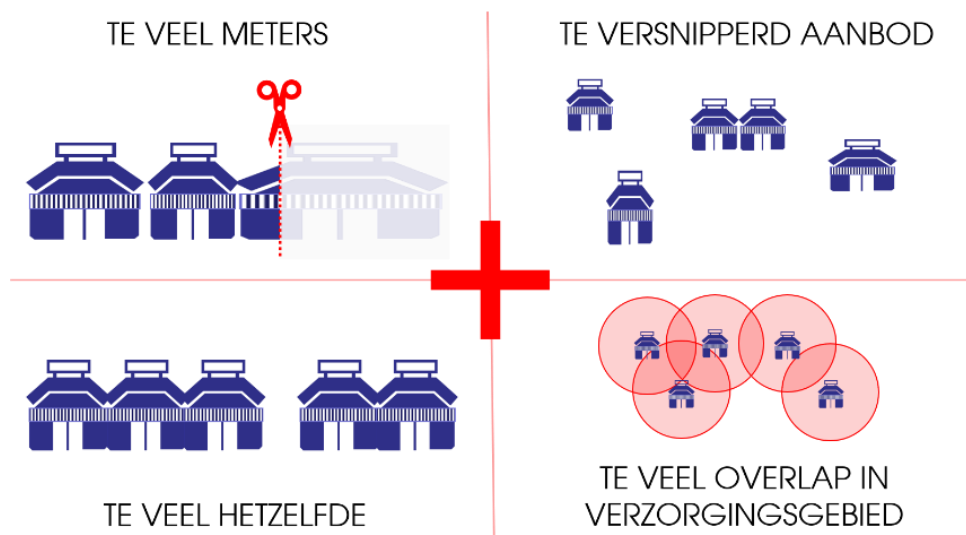 TE VEEL METERS
TE VERSNIPPERD AANBOD
TE VEEL HETZELFDE
TE VEEL OVERLAP IN
VERZORGINGSGEBIED